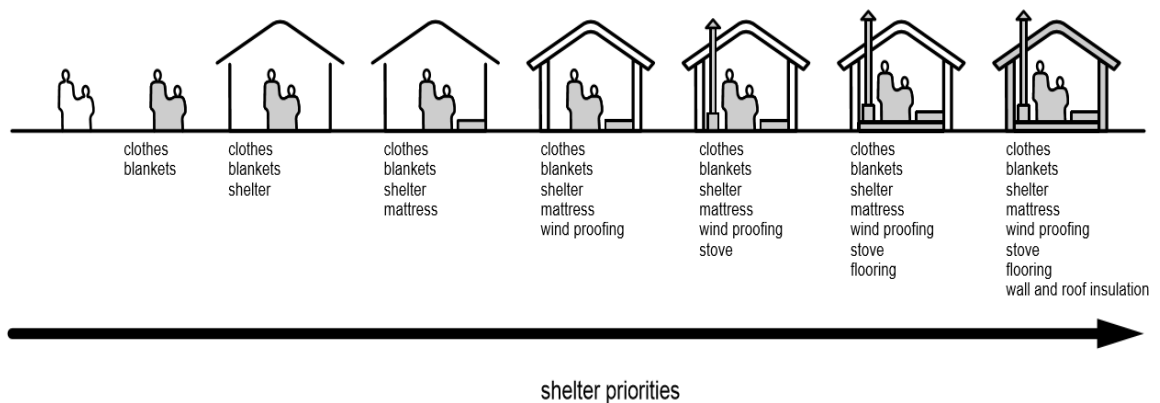 clothes
blankets
clothes
blankets
shelter
clothes
blankets
shelter
mattress
clothes
blankets
shelter
mattress
wind proofing
clothes
blankets
shelter
mattress
wind proofing
stove
clothes
blankets
shelter
mattress
wind proofing
stove
flooring
clothes
blankets
shelter
mattress
wind proofing
stove
flooring
wall and roof insulation
shelter priorities